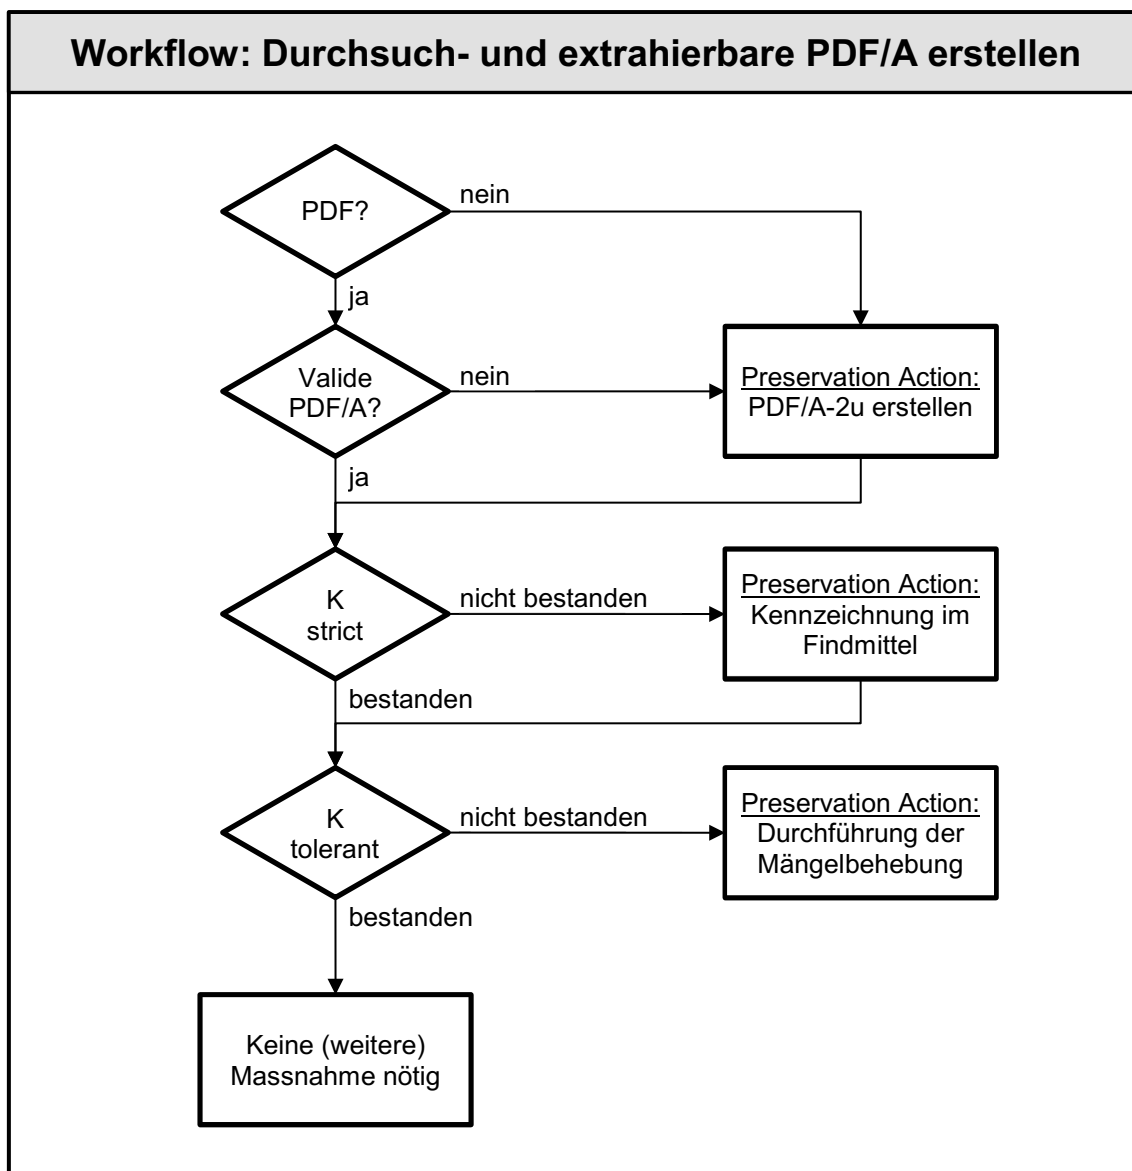 Workflow: Durchsuch- und extrahierbare PDF/A erstellen
PDF?
nein
ja
Valide
PDF/A?
nein
Preservation Action:
PDF/A-2u erstellen
ja
K
strict
nicht bestanden
Preservation Action:
Kennzeichnung im
Findmittel
bestanden
K
tolerant
nicht bestanden
Preservation Action:
Durchführung der
Mängelbehebung
bestanden
Keine (weitere)
Massnahme nötig